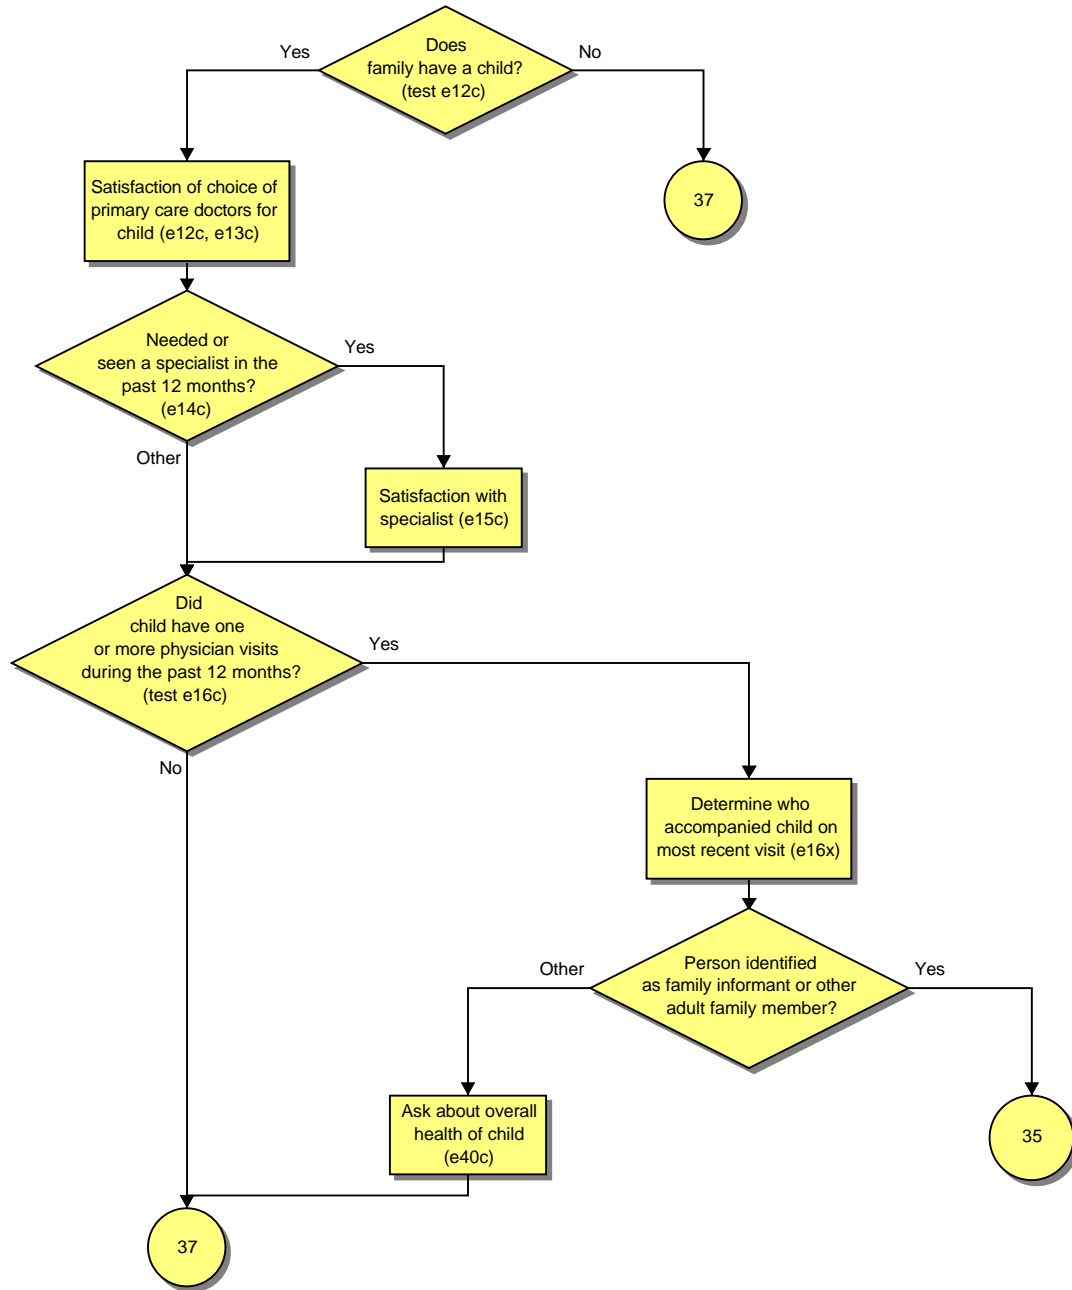 Yes
Does
family have a child?
(test e12c)
No
37
Satisfaction of choice of
primary care doctors for
child (e12c, e13c)
Needed or
seen a specialist in the
past 12 months?
(e14c)
Yes
Other
Satisfaction with
specialist (e15c)
Did
child have one
or more physician visits
during the past 12 months?
(test e16c)
Yes
No
Determine who
accompanied child on
most recent visit (e16x)
Other
Person identified
as family informant or other
adult family member?
Yes
Ask about overall
health of child
(e40c)
35
37